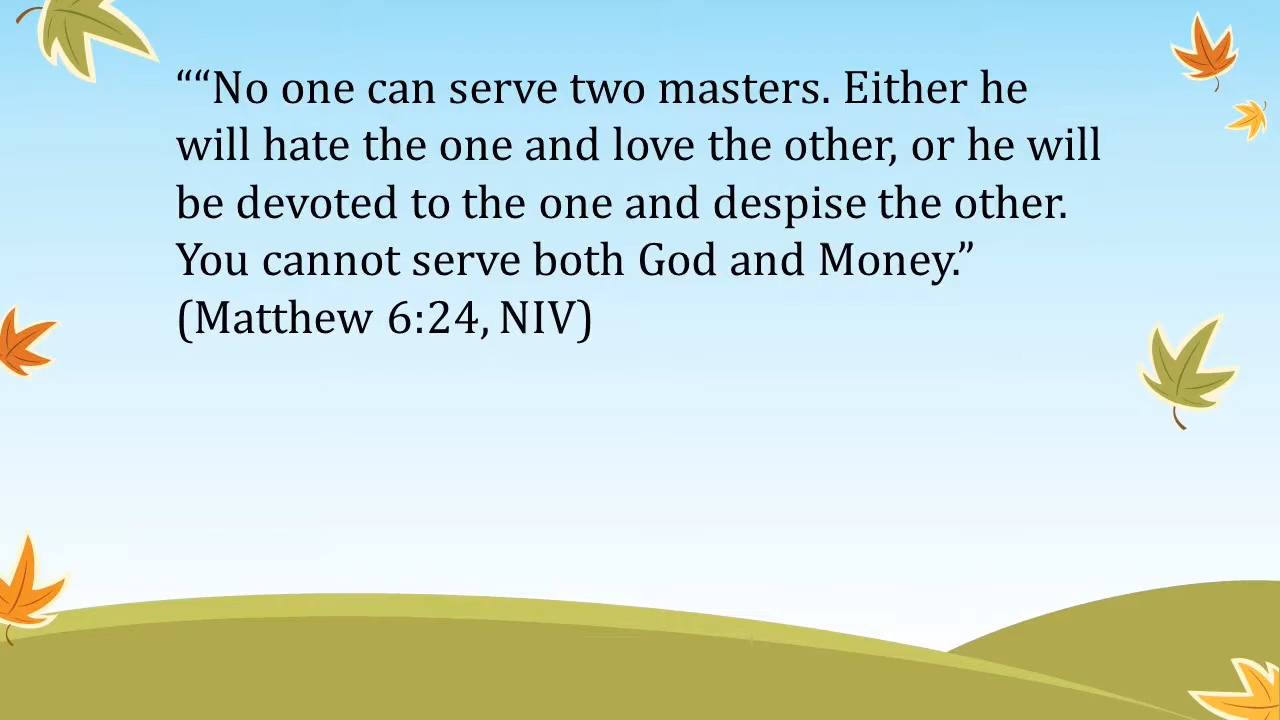 ““No one can serve two masters. Either he
will hate the one and love the other, or he will
be devoted to the one and despise the other.
You cannot serve both God and Money.”
(Matthew 6:24, NIV)